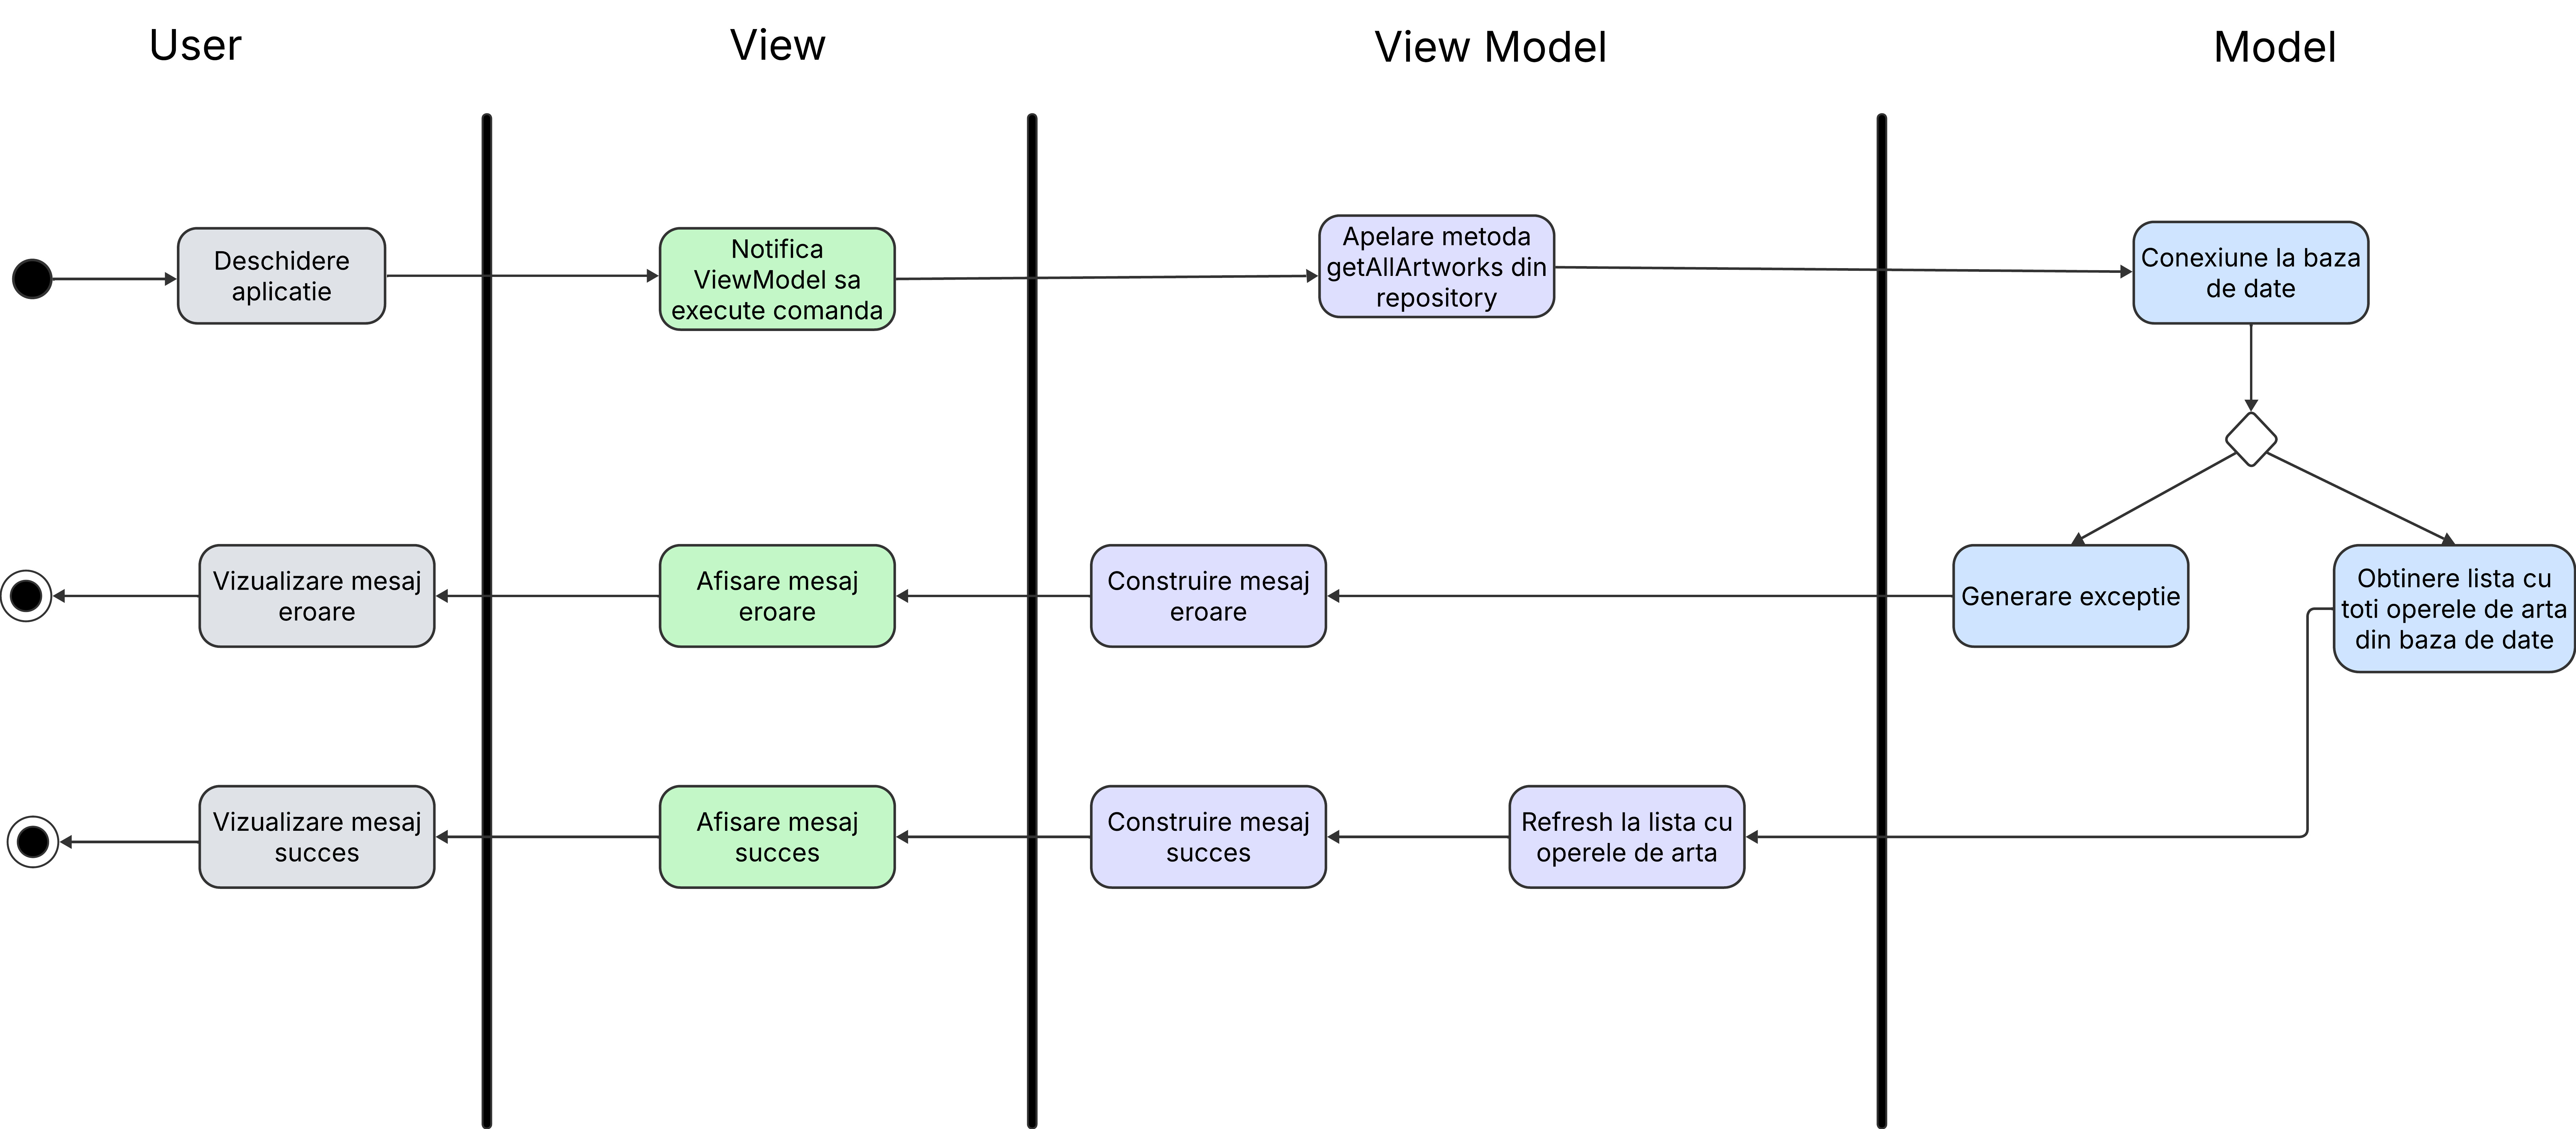 User
View
View Model
Model
Deschidere
aplicatie
Notifica
ViewModel sa
execute comanda
Apelare metoda
getAllArtworks din
repository
Conexiune la baza
de date
Vizualizare mesaj
eroare
Afisare mesaj
eroare
Construire mesaj
eroare
Generare exceptie
Obtinere lista cu
toti operele de arta
din baza de date
Vizualizare mesaj
succes
Afisare mesaj
succes
Construire mesaj
succes
Refresh la lista cu
operele de arta